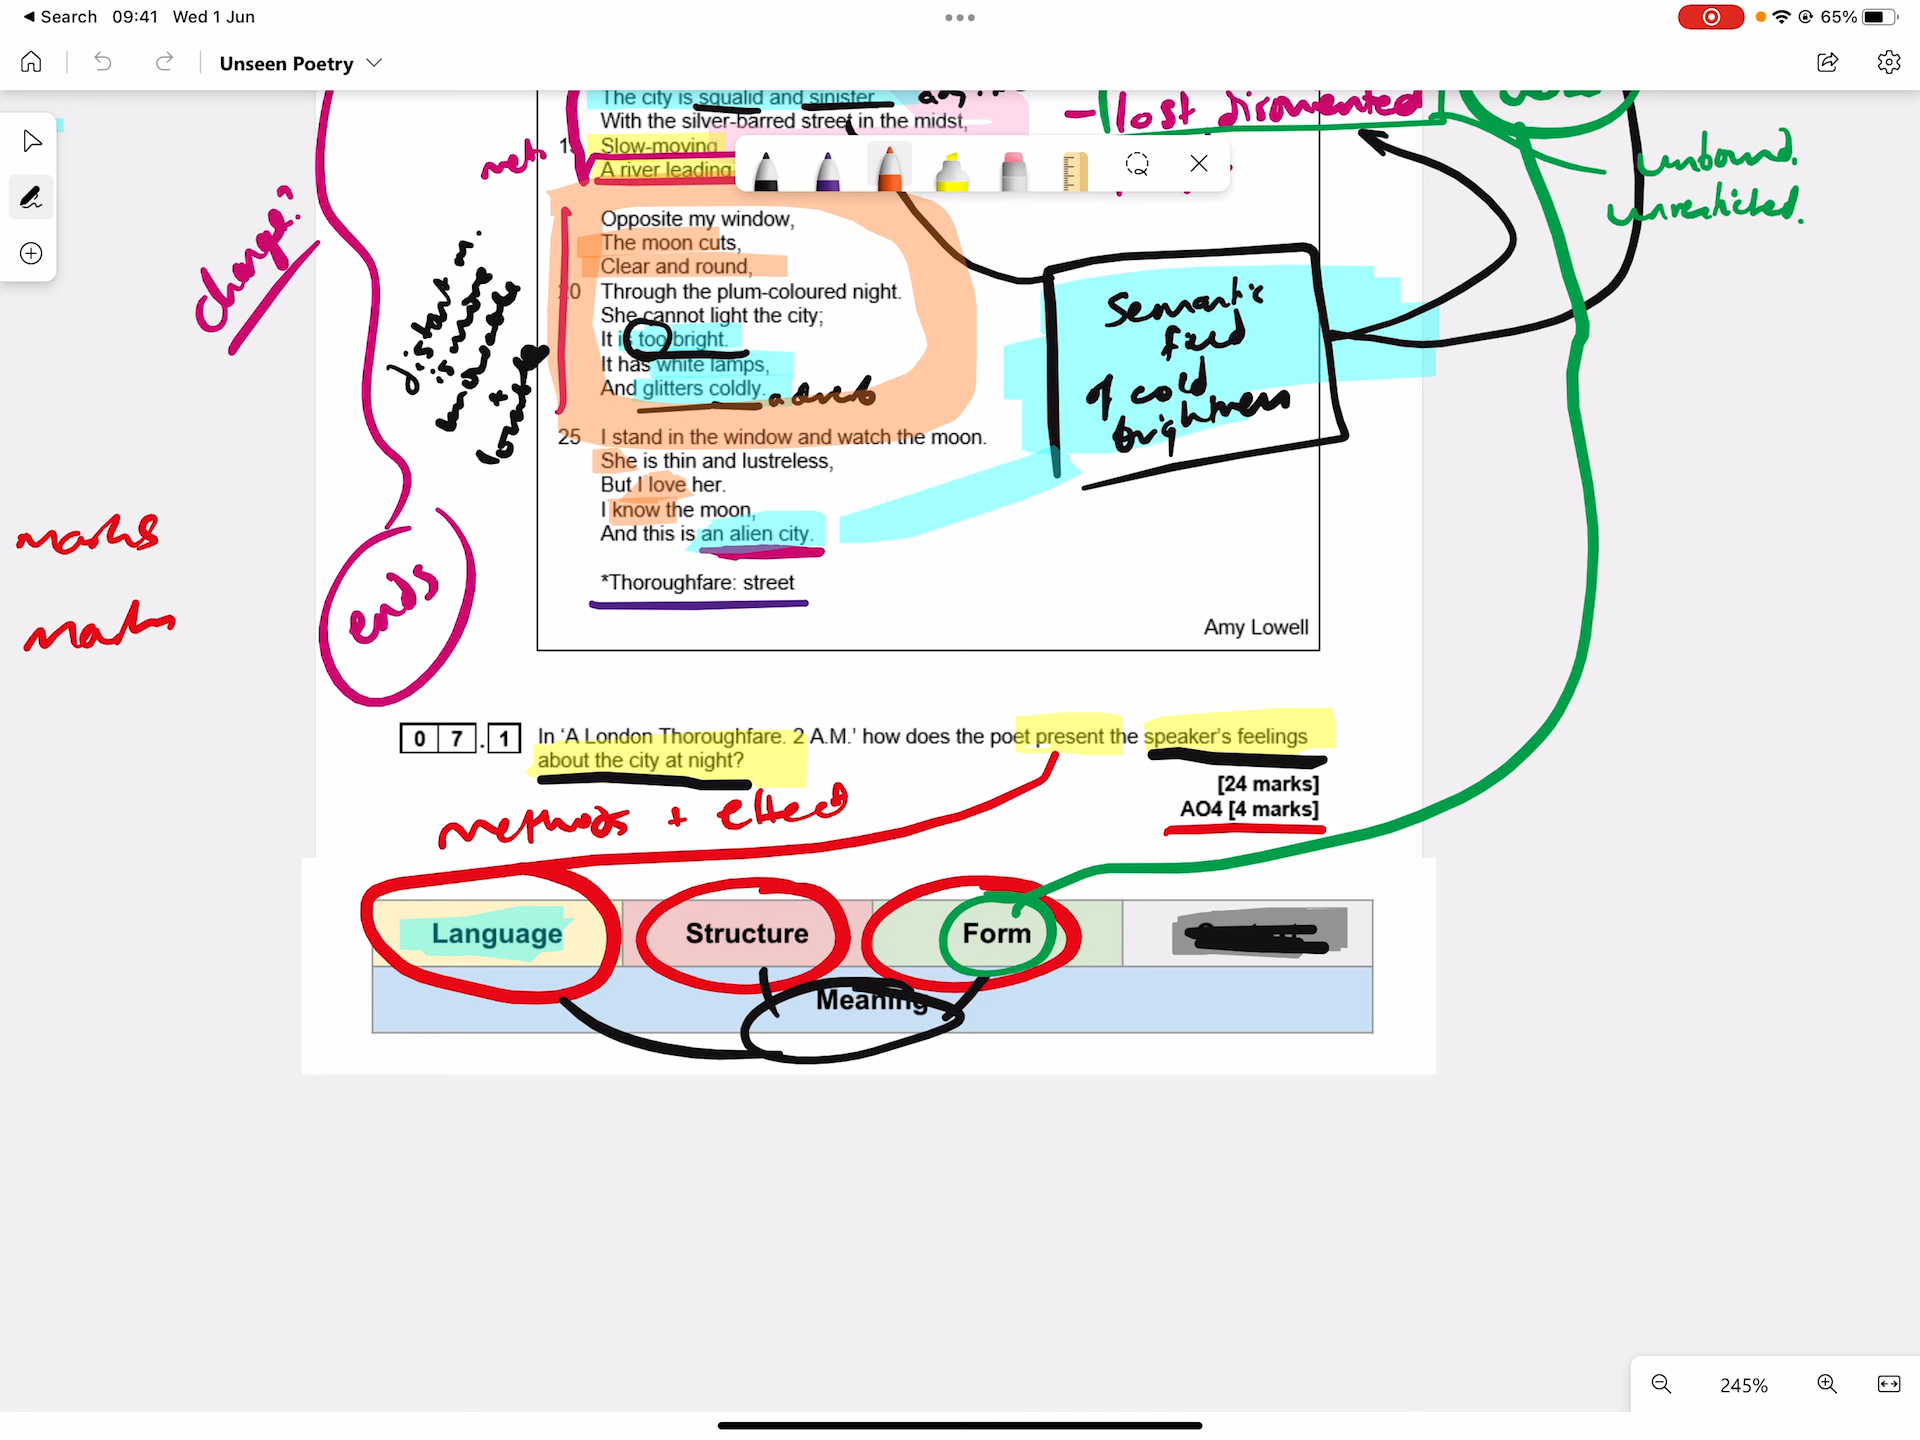 Search 09:41 Wed 1 Jun
65%
Unseen Poetry
The city is squalid and sinister,
With the silver-barred street in the midst,
Slow-moving
A river leading
- lost disoriented
unbound.
unrestricted.
change?
distant
is more
Opposite my window,
The moon cuts,
Clear and round,
20 Through the plum-coloured night.
She cannot light the city;
It is too bright.
It has white lamps,
And glitters coldly. adverb
25 I stand in the window and watch the moon.
She is thin and lustreless,
But I love her.
I know the moon,
And this is an alien city.
*Thoroughfare: street
Amy Lowell
Semantic
field
of cold
brightness
marks
marks
ends
0 7 . 1 In ‘A London Thoroughfare. 2 A.M.’ how does the poet present the speaker’s feelings
about the city at night?
[24 marks]
AO4 [4 marks]
methods + effect
Language Structure Form
Meaning
245%